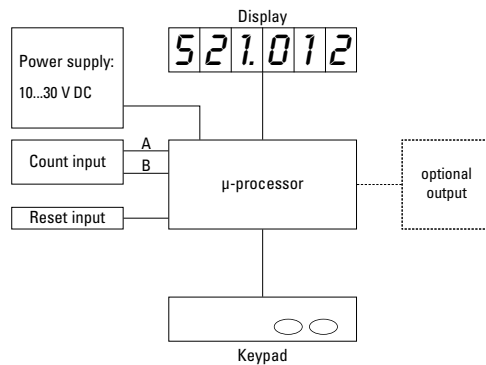 Display
521.012
Power supply:
10...30 V DC
A
Count input
B
µ-processor
optional
output
Reset input
Keypad